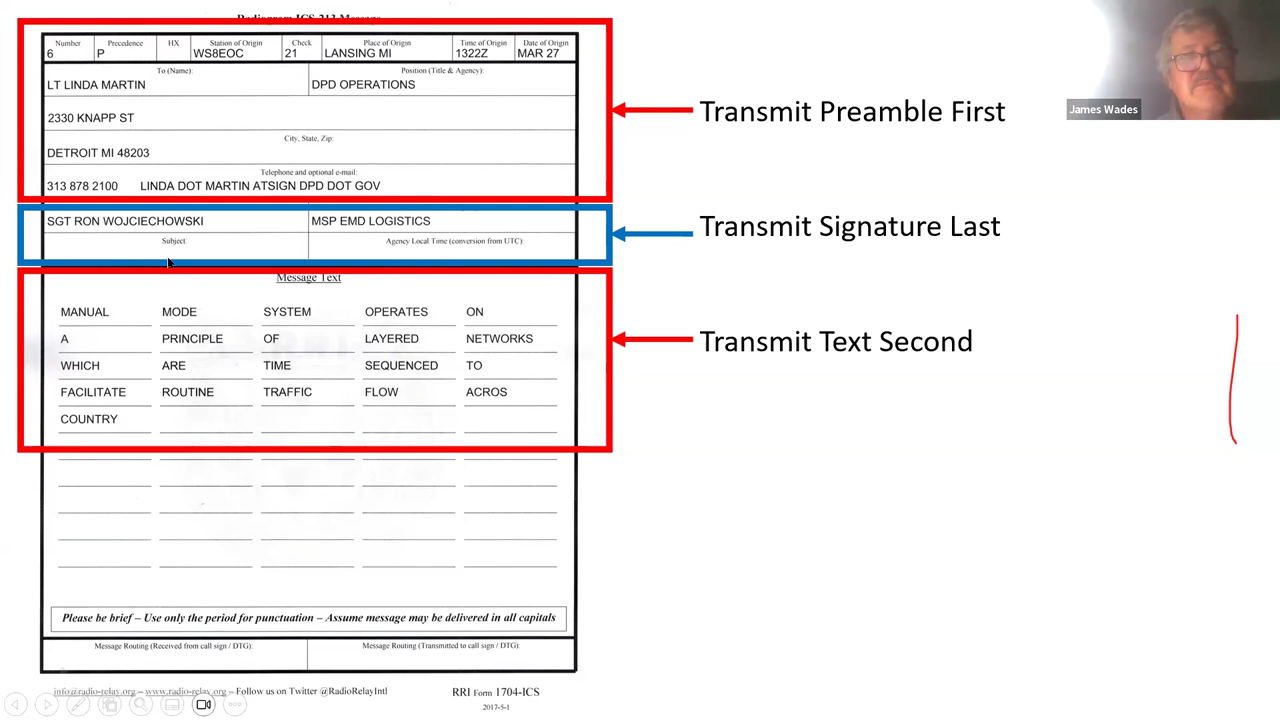 Radiogram ICS-213 Message
Number Precedence HX Station of Origin Check Place of Origin Time of Origin Date of Origin
6 P WS8EOC 21 LANSING MI 1322Z MAR 27
To (Name): Position (Title & Agency):
LT LINDA MARTIN DPD OPERATIONS
2330 KNAPP ST
City, State, Zip:
DETROIT MI 48203
Telephone and optional e-mail:
313 878 2100 LINDA DOT MARTIN ATSIGN DPD DOT GOV
Transmit Preamble First
James Wades
SGT RON WOJCIECHOWSKI MSP EMD LOGISTICS
Subject: Agency Local Time (conversion from UTC):
Transmit Signature Last
Message Text
MANUAL MODE SYSTEM OPERATES ON
A PRINCIPLE OF LAYERED NETWORKS
WHICH ARE TIME SEQUENCED TO
FACILITATE ROUTINE TRAFFIC FLOW ACROS
COUNTRY
Transmit Text Second
Please be brief – Use only the period for punctuation – Assume message may be delivered in all capitals
Message Routing (Received from call sign / DTG): Message Routing (Transmitted to call sign / DTG):
info@radio-relay.org – www.radio-relay.org – Follow us on Twitter @RadioRelayIntl RRI Form 1704-ICS
2017-5-1